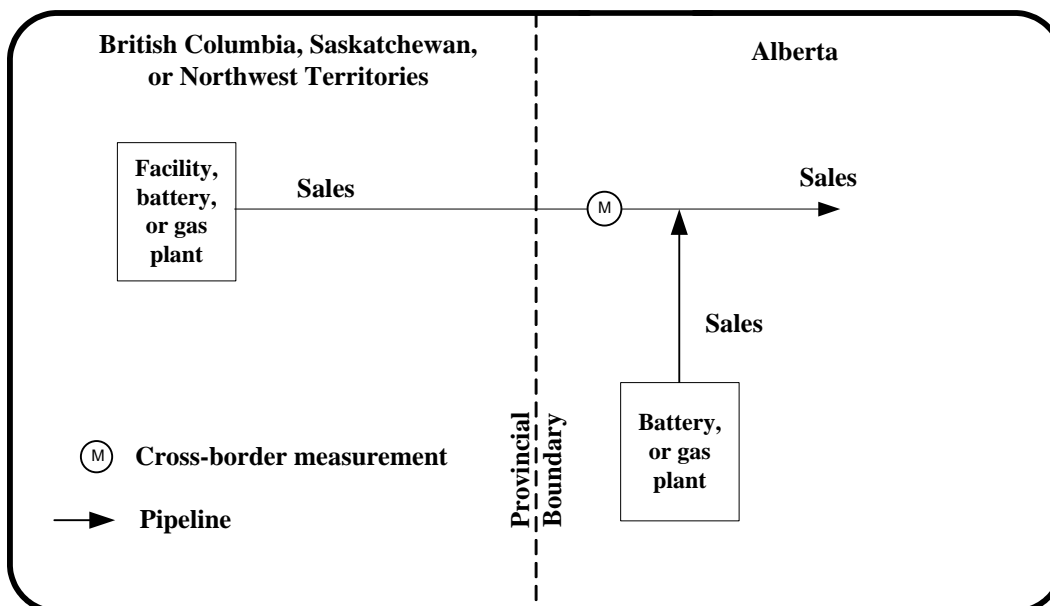 British Columbia, Saskatchewan,
or Northwest Territories
Alberta
Facility,
battery,
or gas
plant
Sales
M
Sales
Sales
Battery,
or gas
plant
Provincial
Boundary
M
Cross-border measurement
Pipeline